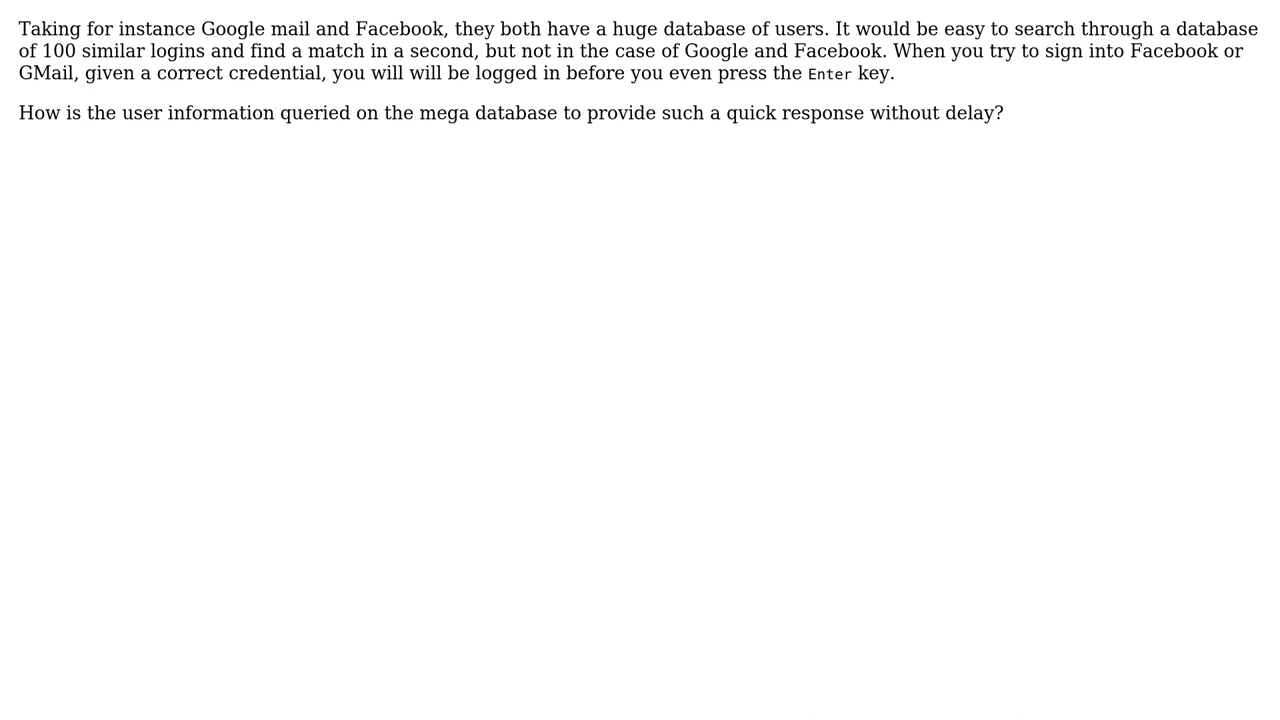 Taking for instance Google mail and Facebook, they both have a huge database of users. It would be easy to search through a database
of 100 similar logins and find a match in a second, but not in the case of Google and Facebook. When you try to sign into Facebook or
GMail, given a correct credential, you will will be logged in before you even press the Enter key.
How is the user information queried on the mega database to provide such a quick response without delay?